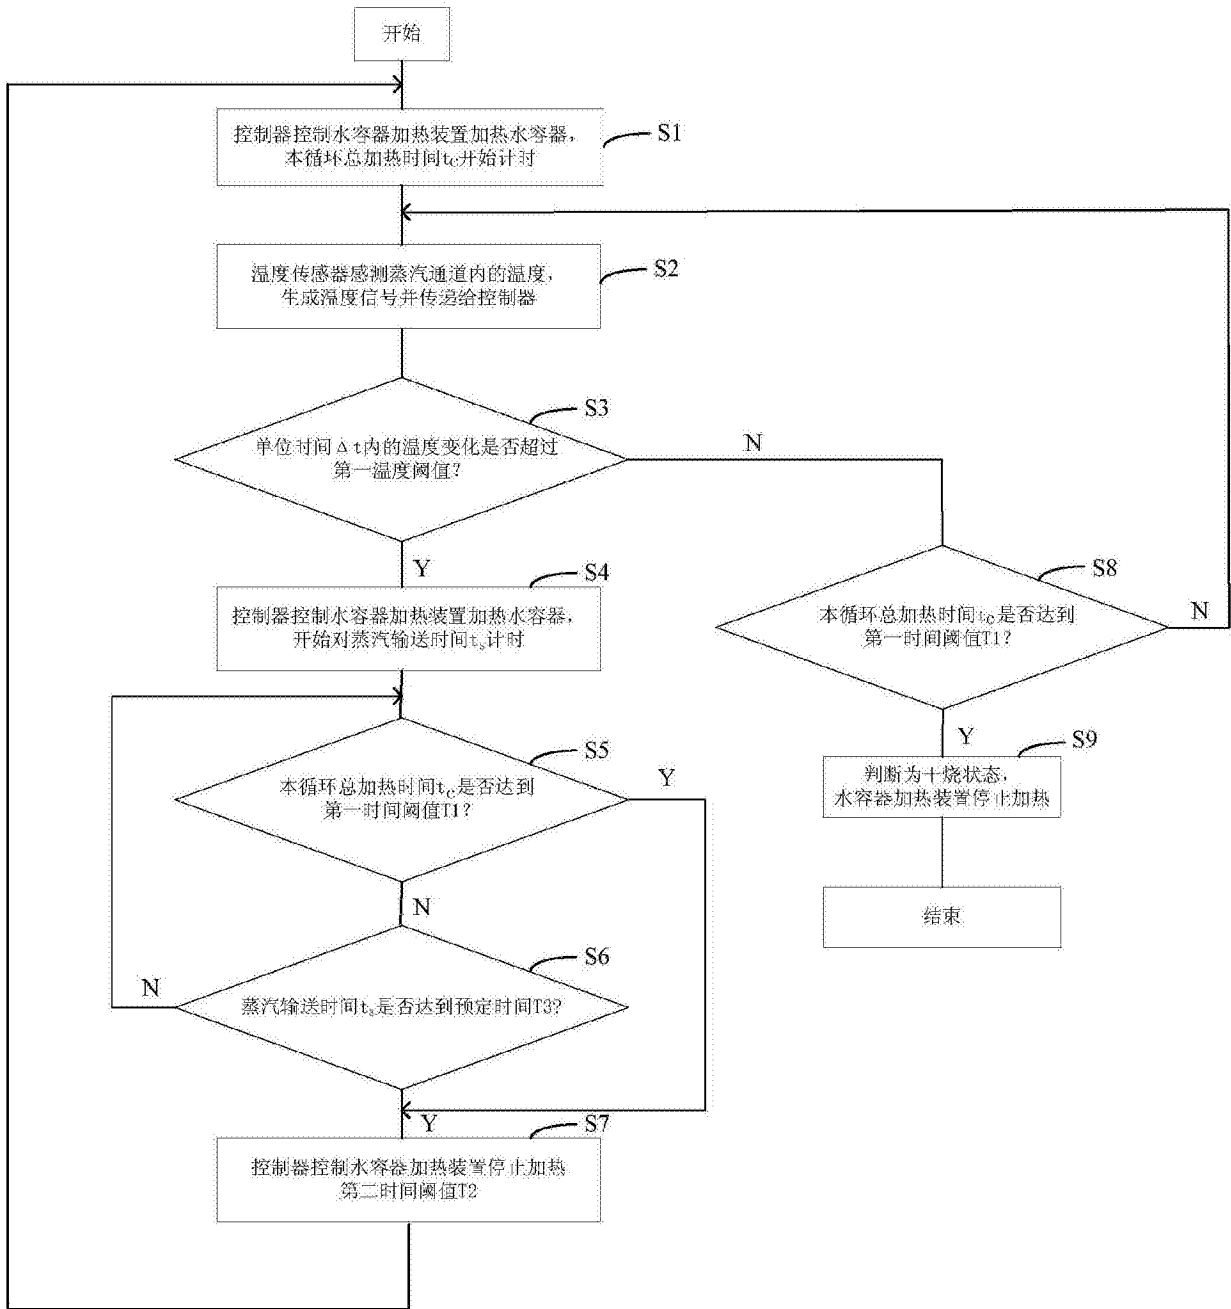 开始
控制器控制水容器加热装置加热水容器,
本循环总加热时间tc开始计时
S1
温度传感器感测蒸汽通道内的温度,
生成温度信号并传递给控制器
S2
S3
单位时间Δt内的温度变化是否超过
第一温度阈值?
N
Y
S4
控制器控制水容器加热装置加热水容器,
开始对蒸汽输送时间ts计时
S8
本循环总加热时间tc是否达到
第一时间阈值T1?
N
Y
S9
判断为干烧状态,
水容器加热装置停止加热
结束
S5
本循环总加热时间tc是否达到
第一时间阈值T1?
Y
N
S6
蒸汽输送时间ts是否达到预定时间T3?
N
Y
S7
控制器控制水容器加热装置停止加热
第二时间阈值T2